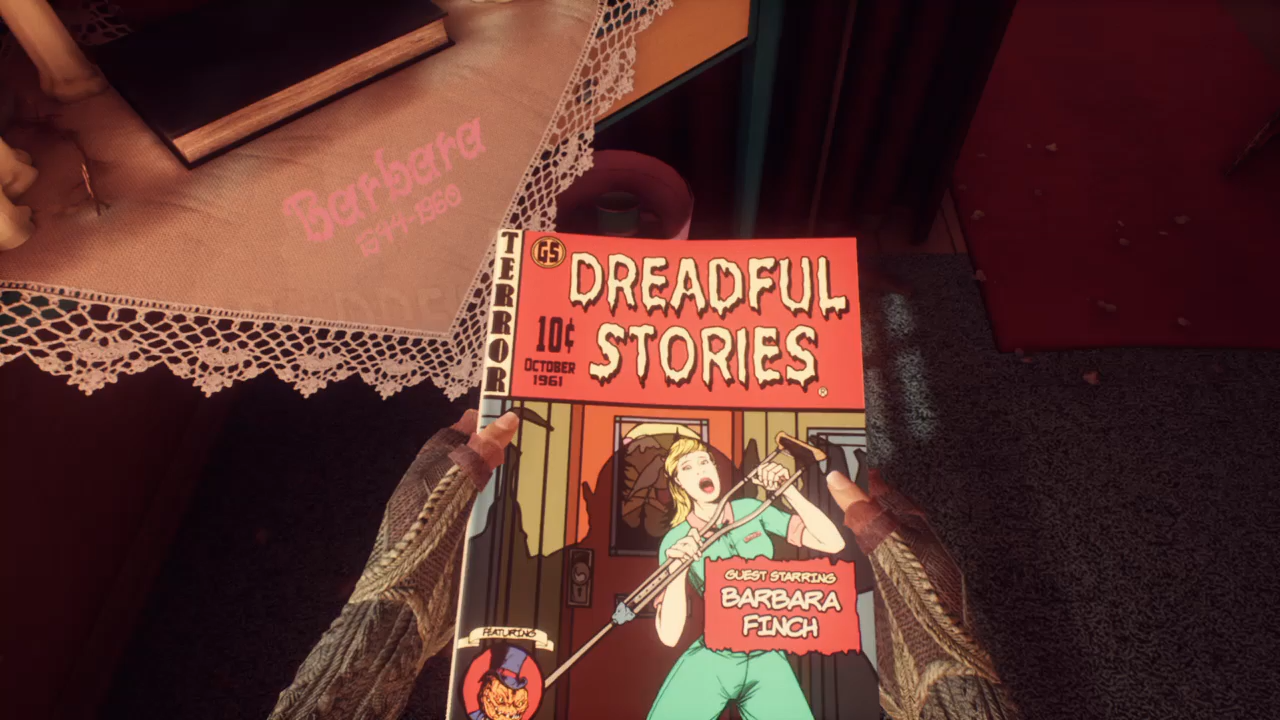 Barbara
1944-1960
TERROR
GS
DREADFUL
STORIES
10¢
OCTOBER
1961
GUEST STARRING
BARBARA
FINCH
FEATURING